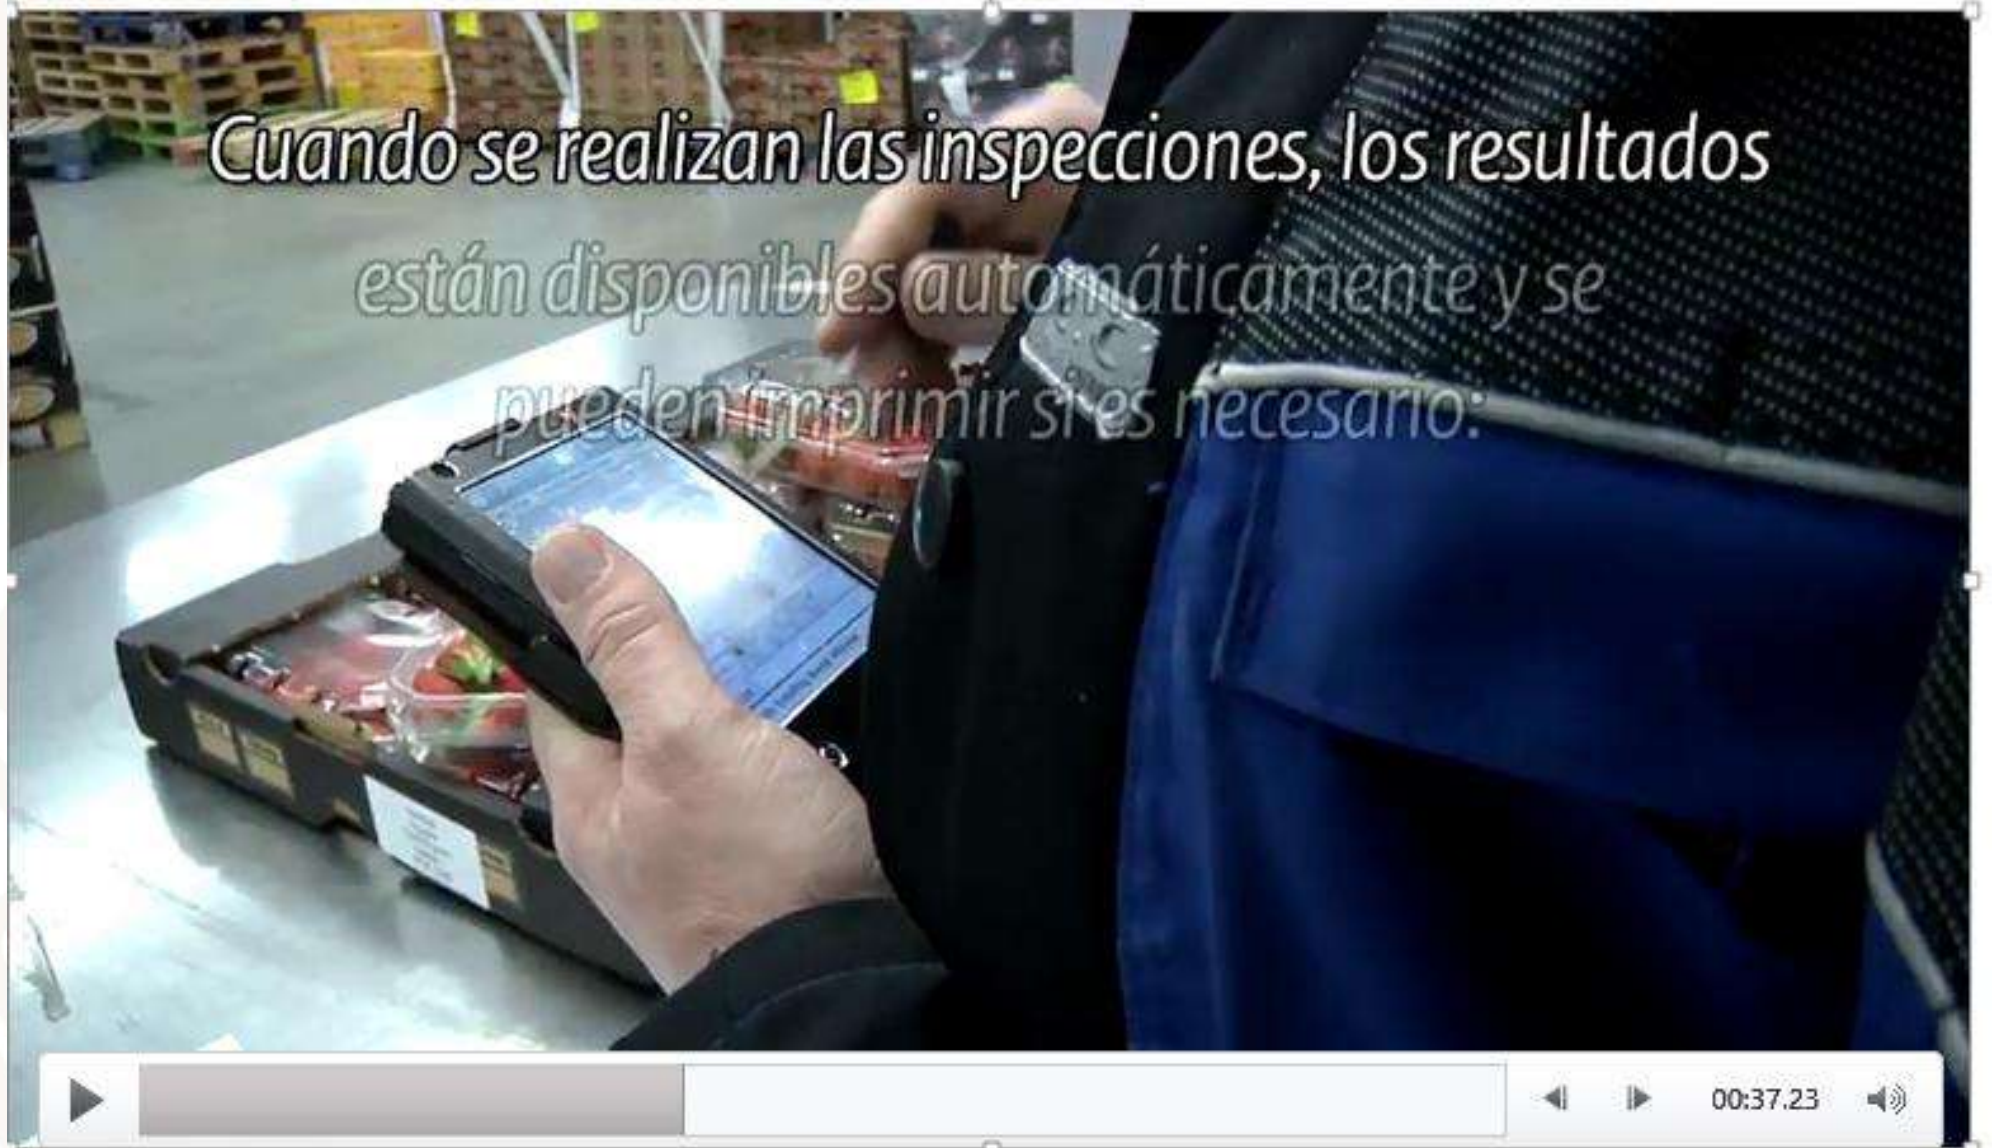 Cuando se realizan las inspecciones, los resultados
están disponibles automáticamente y se
pueden imprimir si es necesario:
00:37.23